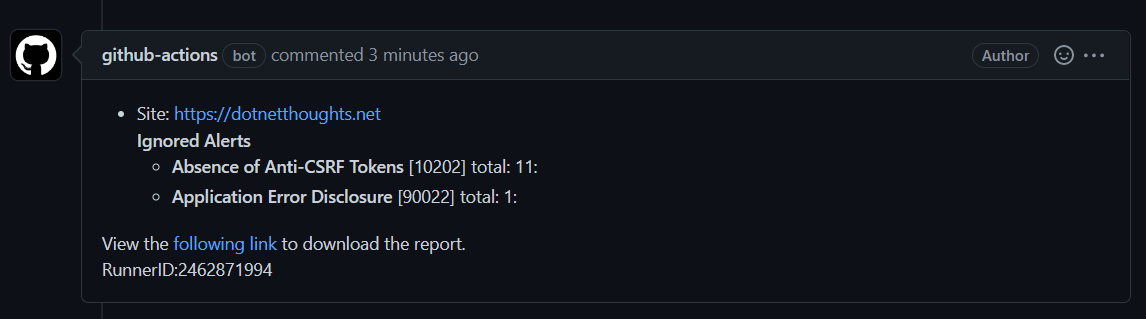 github-actions bot commented 3 minutes ago Author
Site: https://dotnetthoughts.net
Ignored Alerts
Absence of Anti-CSRF Tokens [10202] total: 11:
Application Error Disclosure [90022] total: 1:
View the following link to download the report.
RunnerID:2462871994